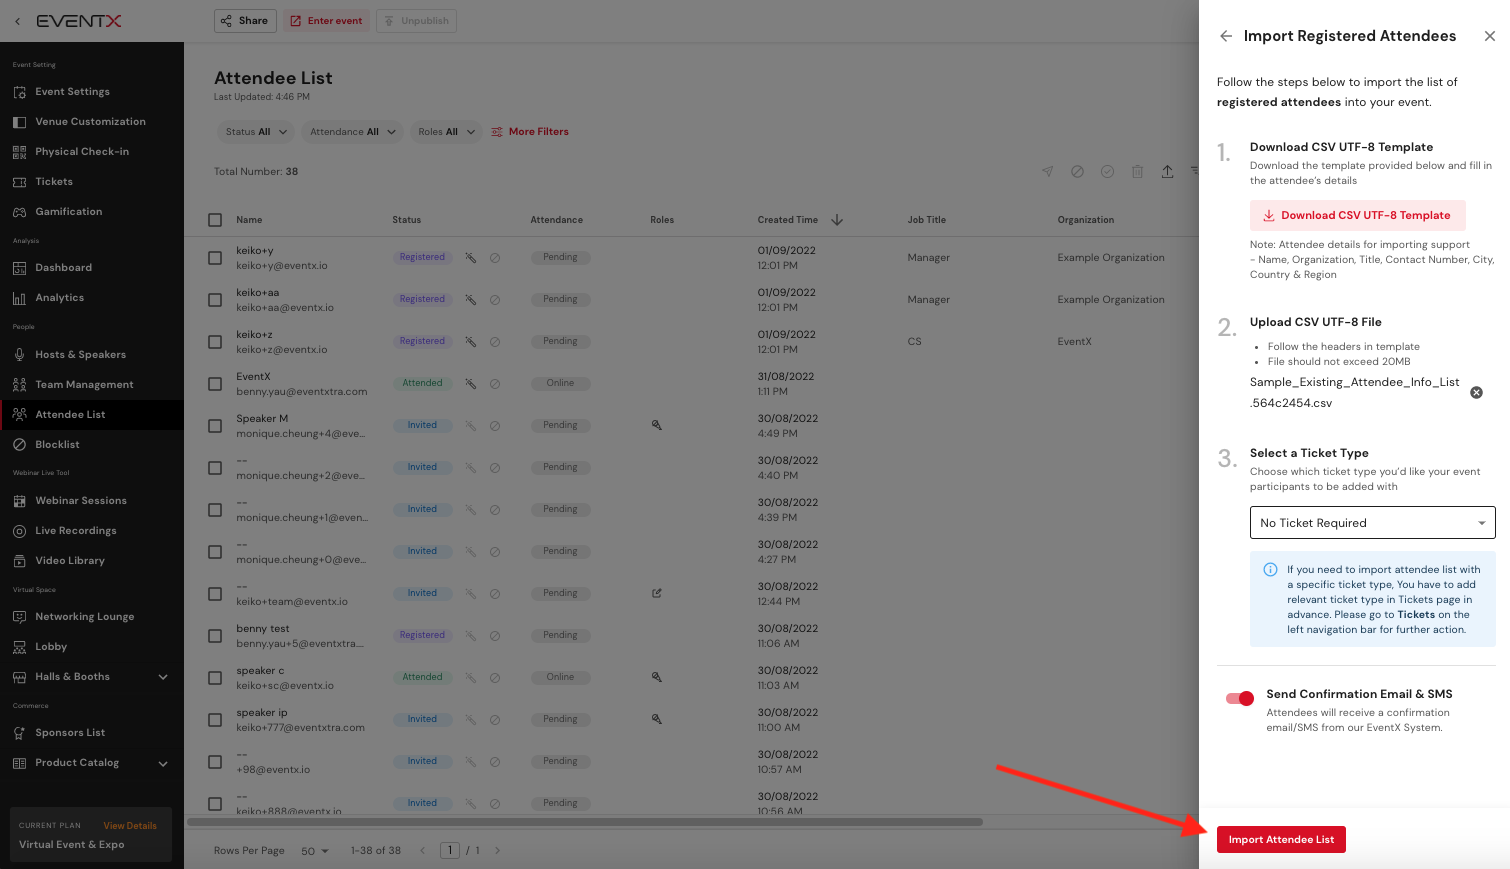 EVENTX
Share
Enter event
Unpublish
Event Setting
Event Settings
Venue Customization
Physical Check-in
Tickets
Gamification
Analysis
Dashboard
Analytics
People
Hosts & Speakers
Team Management
Attendee List
Blocklist
Webinar Live Tool
Webinar Sessions
Live Recordings
Video Library
Virtual Space
Networking Lounge
Lobby
Halls & Booths
Commerce
Sponsors List
Product Catalog
CURRENT PLAN View Details
Virtual Event & Expo
Attendee List
Last Updated: 4:46 PM
Status All Attendance All Roles All More Filters
Total Number: 38
Name Status Attendance Roles Created Time Job Title Organization
keiko+y Registered Pending 01/09/2022 Manager Example Organization
keiko+y@eventx.io 12:01 PM
keiko+aa Registered Pending 01/09/2022 Manager Example Organization
keiko+aa@eventx.io 12:01 PM
keiko+z Registered Pending 01/09/2022 CS EventX
keiko+z@eventx.io 12:01 PM
EventX Attended Online 31/08/2022
benny.yau@eventxtra.com 1:11 PM
Speaker M Invited Pending 30/08/2022
monique.cheung+4@eve... 4:49 PM
-- Invited Pending 30/08/2022
monique.cheung+2@eve... 4:40 PM
-- Invited Pending 30/08/2022
monique.cheung+1@even... 4:39 PM
-- Invited Pending 30/08/2022
monique.cheung+0@eve... 4:27 PM
-- Invited Pending 30/08/2022
keiko+team@eventx.io 12:44 PM
benny test Registered Pending 30/08/2022
benny.yau+5@eventxtra.... 11:06 AM
speaker c Attended Online 30/08/2022
keiko+sc@eventx.io 11:03 AM
speaker ip Invited Pending 30/08/2022
keiko+777@eventxtra.com 11:00 AM
-- Invited Pending 30/08/2022
+98@eventx.io 10:57 AM
-- Invited Pending 30/08/2022
keiko+888@eventx.io 10:56 AM
Rows Per Page 50 1-38 of 38 1 / 1
Import Registered Attendees
Follow the steps below to import the list of
registered attendees into your event.
1. Download CSV UTF-8 Template
Download the template provided below and fill in
the attendee's details
Download CSV UTF-8 Template
Note: Attendee details for importing support
- Name, Organization, Title, Contact Number, City,
Country & Region
2. Upload CSV UTF-8 File
• Follow the headers in template
• File should not exceed 20MB
Sample_Existing_Attendee_Info_List
.564c2454.csv
3. Select a Ticket Type
Choose which ticket type you'd like your event
participants to be added with
No Ticket Required
If you need to import attendee list with
a specific ticket type, You have to add
relevant ticket type in Tickets page in
advance. Please go to Tickets on the
left navigation bar for further action.
Send Confirmation Email & SMS
Attendees will receive a confirmation
email/SMS from our EventX System.
Import Attendee List